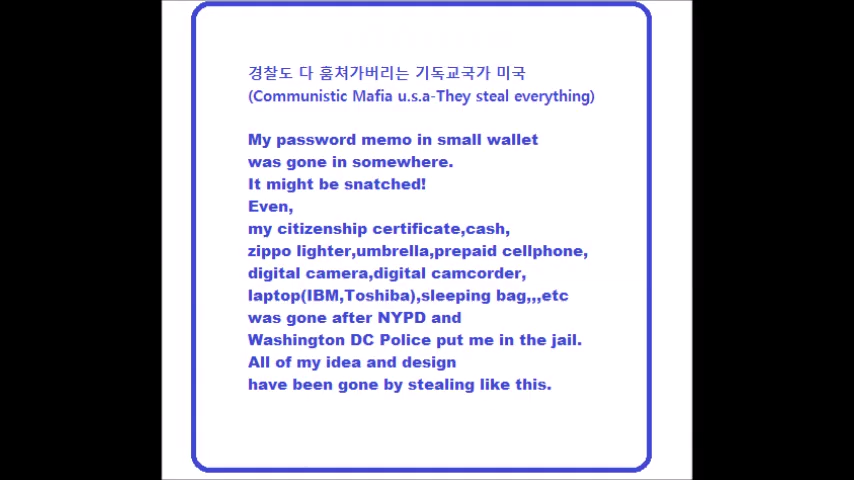 경찰도 다 훔쳐가버리는 기독교국가 미국
(Communistic Mafia u.s.a-They steal everything)
My password memo in small wallet
was gone in somewhere.
It might be snatched!
Even,
my citizenship certificate,cash,
zippo lighter,umbrella,prepaid cellphone,
digital camera,digital camcorder,
laptop(IBM,Toshiba),sleeping bag,,,etc
was gone after NYPD and
Washington DC Police put me in the jail.
All of my idea and design
have been gone by stealing like this.